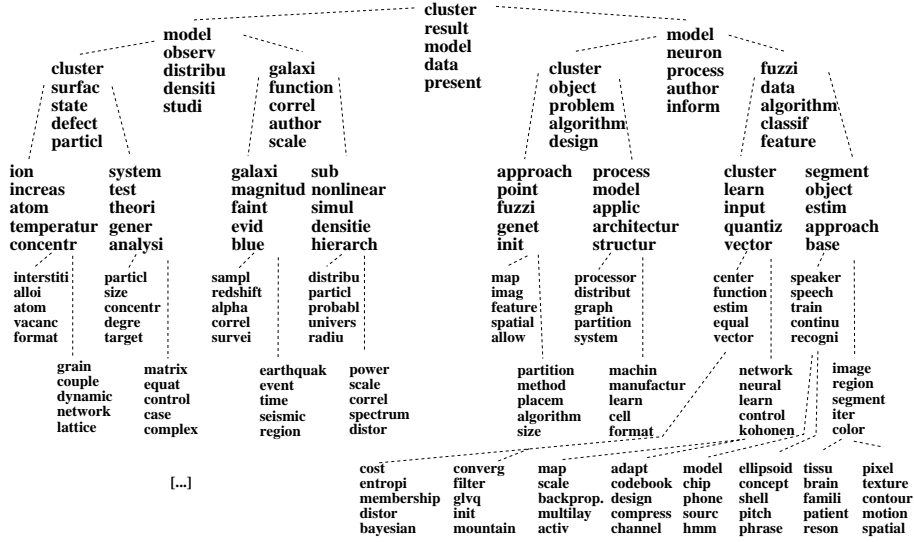 cluster
result
model
data
present
model
observ
distribu
densiti
studi
model
neuron
process
author
inform
cluster
surfac
state
defect
particl
galaxi
function
correl
author
scale
cluster
object
problem
algorithm
design
fuzzi
data
algorithm
classif
feature
ion
increas
atom
temperatur
concentr
system
test
theori
gener
analysi
galaxi
magnitud
faint
evid
blue
sub
nonlinear
simul
densitie
hierarch
approach
point
fuzzi
genet
init
process
model
applic
architectur
structur
cluster
learn
input
quantiz
vector
segment
object
estim
approach
base
interstiti
alloi
atom
vacanc
format
particl
size
concentr
degre
target
sampl
redshift
alpha
correl
survei
distribu
particl
probabl
univers
radiu
map
imag
feature
spatial
allow
processor
distribut
graph
partition
system
center
function
estim
equal
vector
speaker
speech
train
continu
recogni
grain
couple
dynamic
network
lattice
matrix
equat
control
case
complex
earthquak
event
time
seismic
region
power
scale
correl
spectrum
distor
partition
method
placem
algorithm
size
machin
manufactur
learn
cell
format
network
neural
learn
control
kohonen
image
region
segment
iter
color
[...]
cost
entropi
membership
distor
bayesian
converg
filter
glvq
init
mountain
map
scale
backprop.
multilay
activ
adapt
codebook
design
compress
channel
model
chip
phone
sourc
hmm
ellipsoid
concept
shell
pitch
phrase
tissu
brain
famili
patient
reson
pixel
texture
contour
motion
spatial